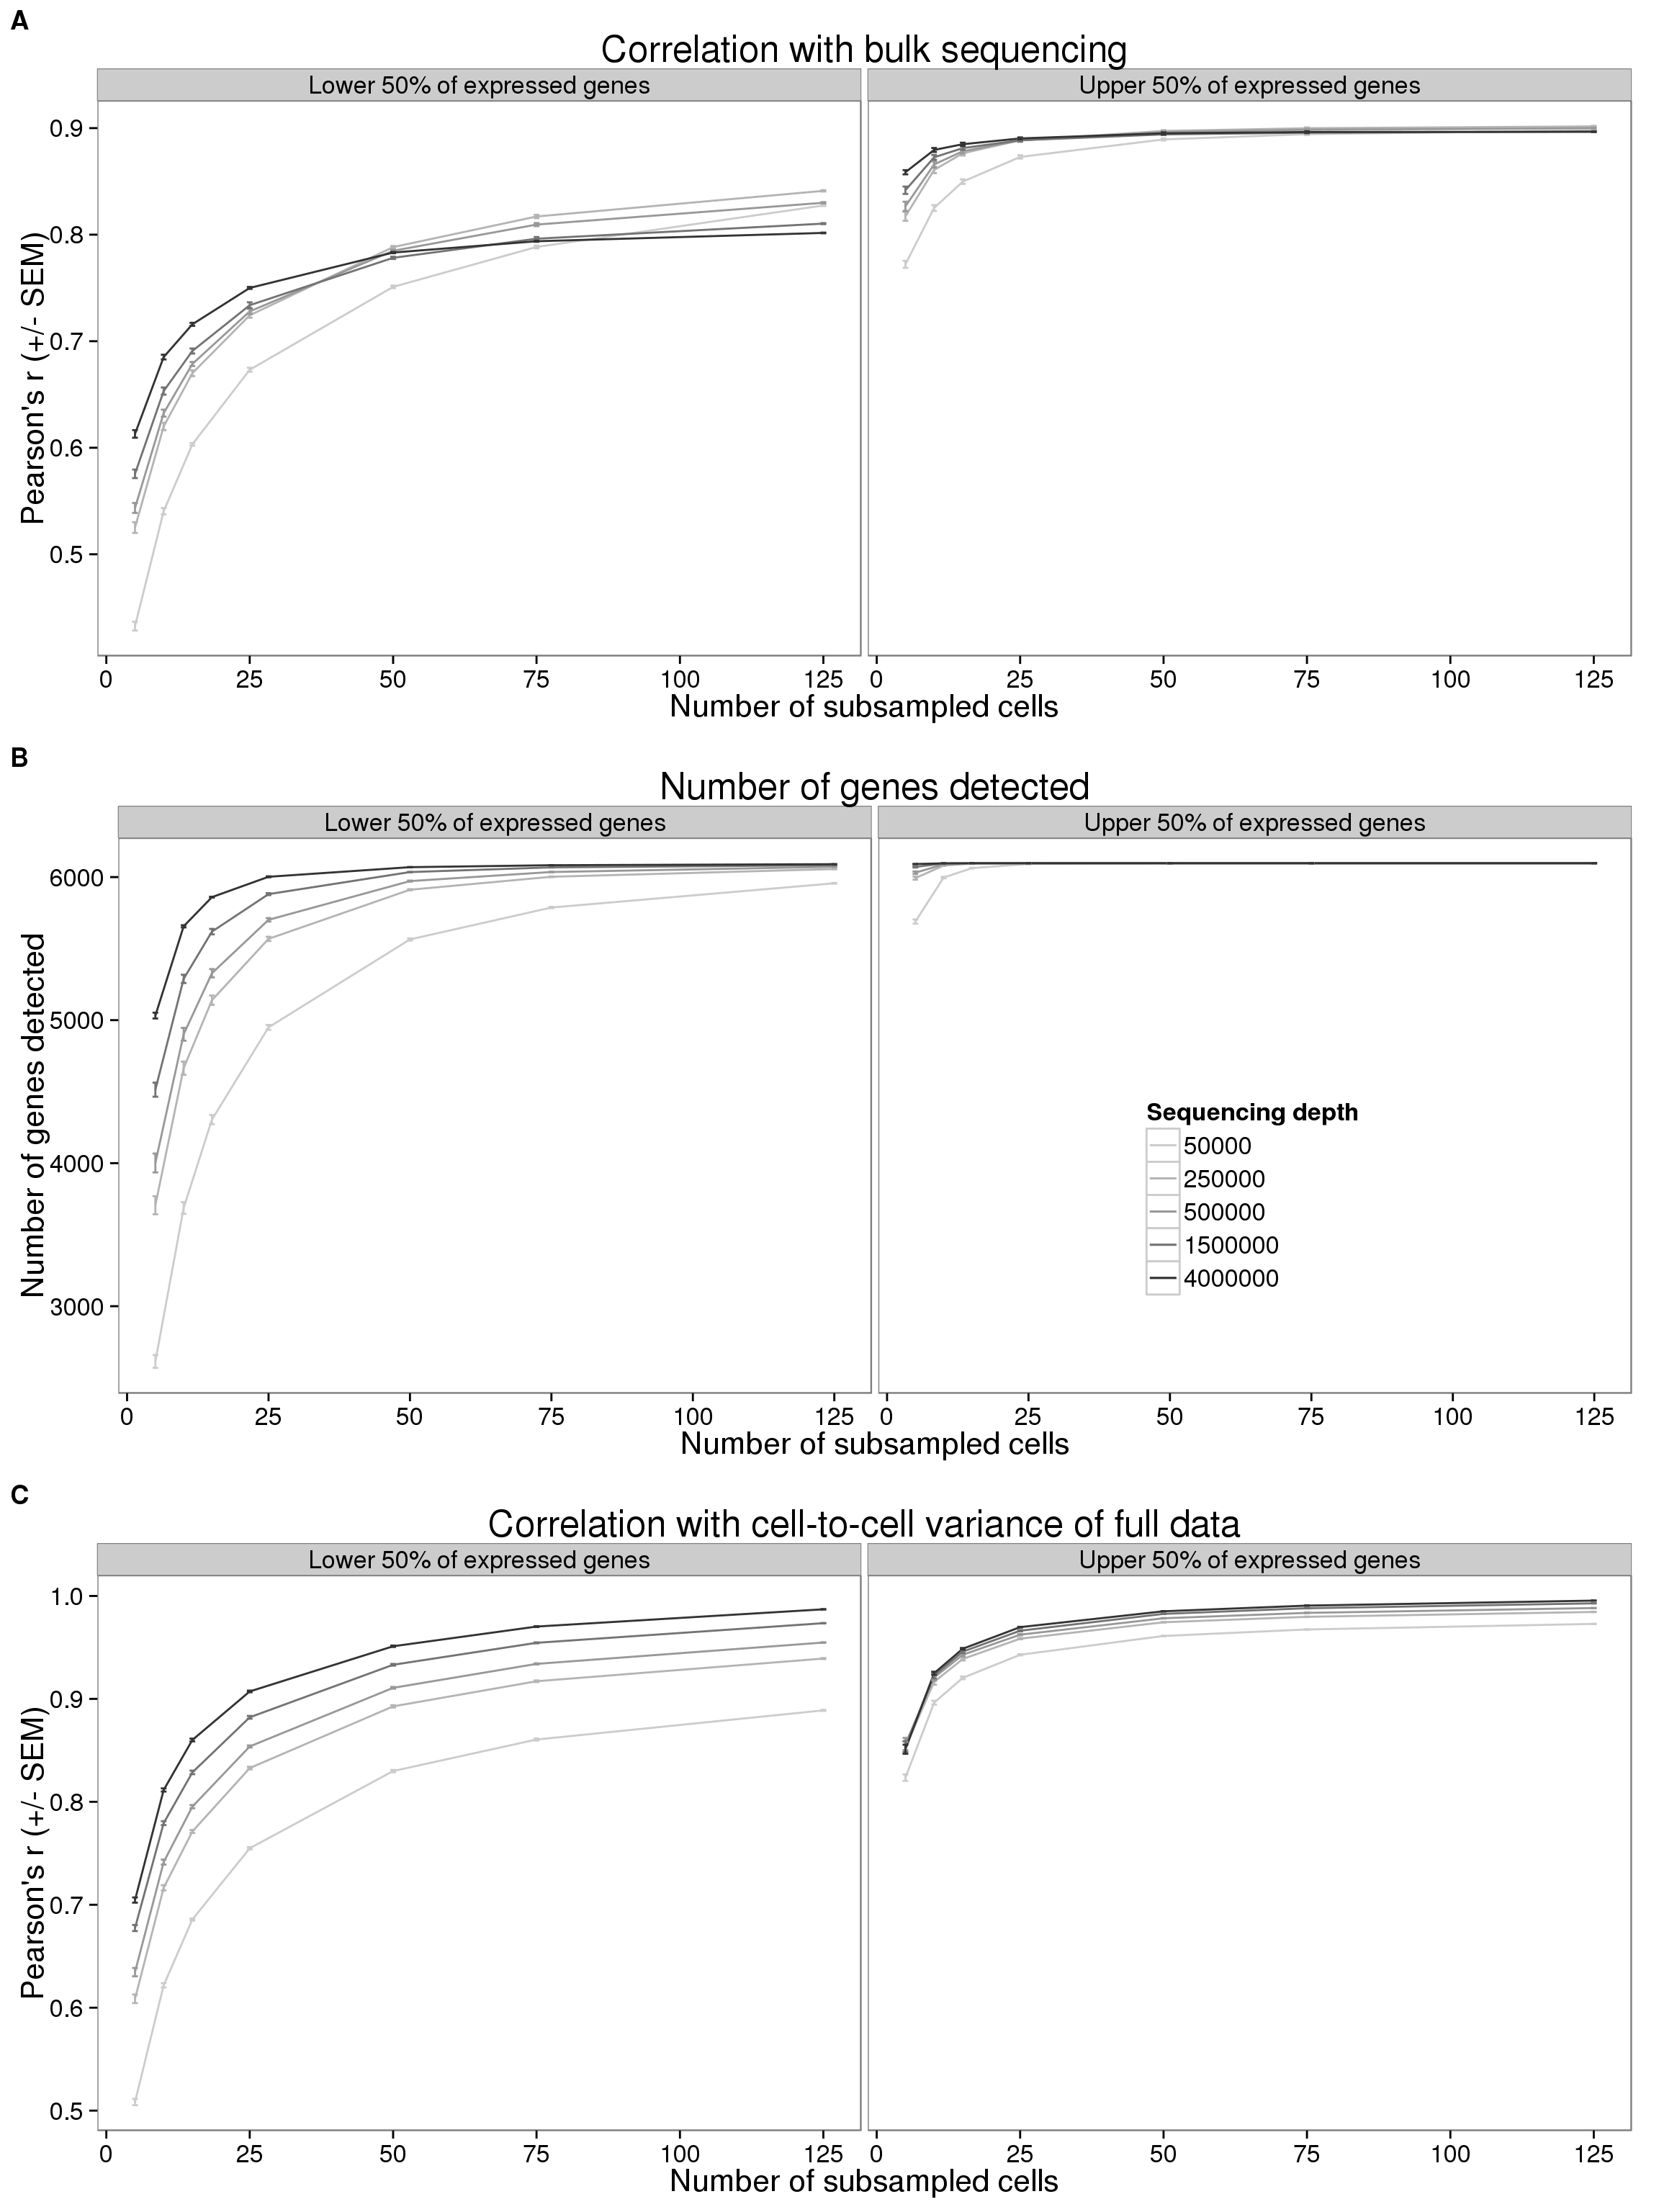 A
Correlation with bulk sequencing
Lower 50% of expressed genes
Upper 50% of expressed genes
Pearson's r (+/- SEM)
0.9
0.8
0.7
0.6
0.5
0 25 50 75 100 125 0 25 50 75 100 125
Number of subsampled cells
B
Number of genes detected
Lower 50% of expressed genes
Upper 50% of expressed genes
Number of genes detected
6000
5000
4000
3000
Sequencing depth
50000
250000
500000
1500000
4000000
0 25 50 75 100 125 0 25 50 75 100 125
Number of subsampled cells
C
Correlation with cell-to-cell variance of full data
Lower 50% of expressed genes
Upper 50% of expressed genes
Pearson's r (+/- SEM)
1.0
0.9
0.8
0.7
0.6
0.5
0 25 50 75 100 125 0 25 50 75 100 125
Number of subsampled cells